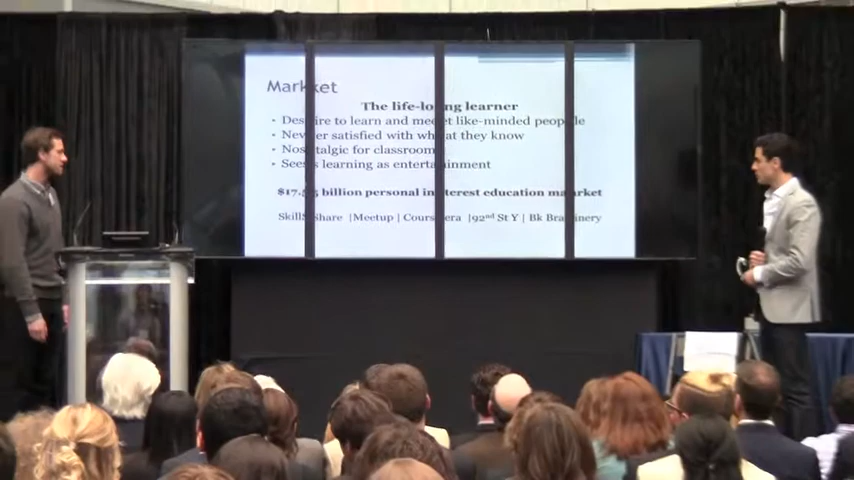 Market
The life-long learner
• Desire to learn and meet like-minded people
• Never satisfied with what they know
• Nostalgic for classroom
• Sees learning as entertainment
billion personal interest education market
SkillShare |Meetup | Coursera |92nd St Y | Bk Brainery